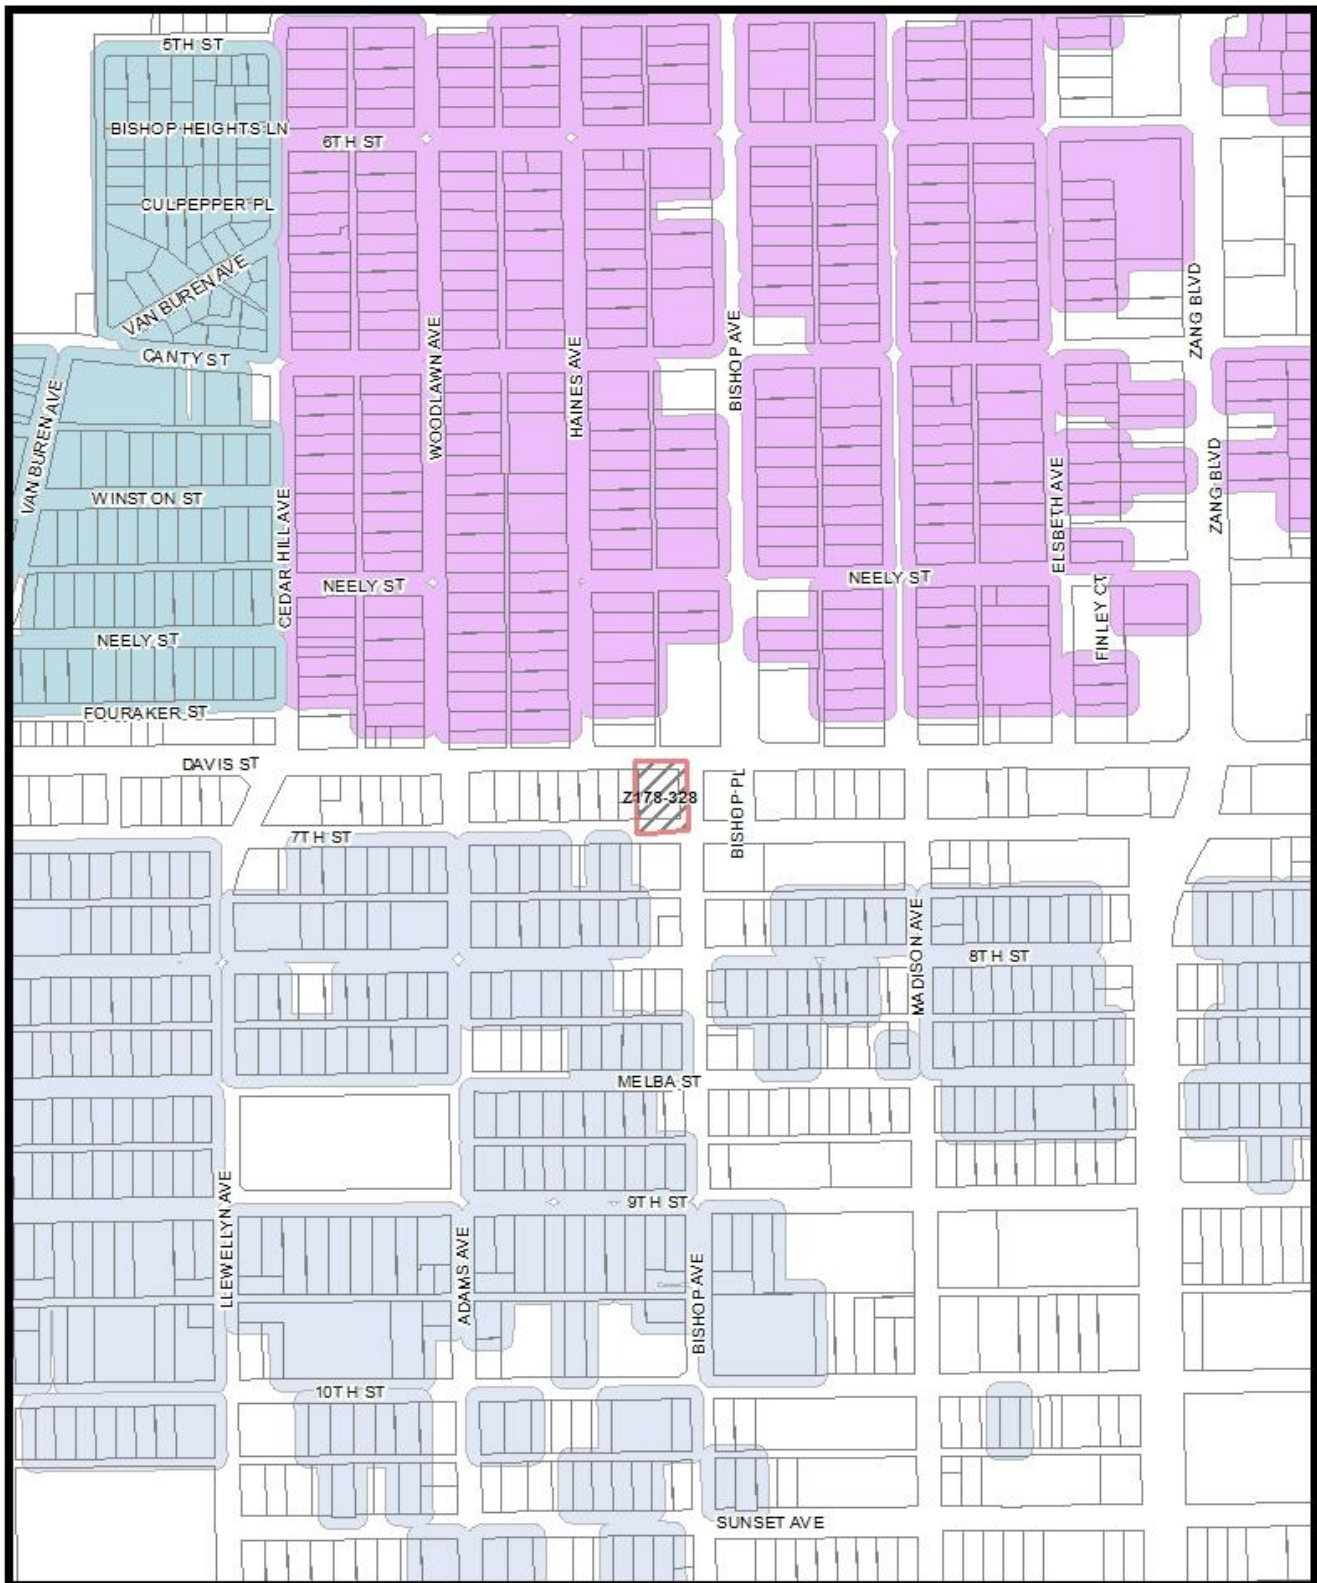 5TH ST
BISHOP HEIGHTS LN
6TH ST
CULPEPPER PL
VAN BUREN AVE
ZANG BLVD
CANTY ST
WOODLAWN AVE
HAINES AVE
BISHOP AVE
VAN BUREN AVE
WINSTON ST
CEDAR HILL AVE
ELSBETH AVE
ZANG BLVD
NEELY ST
NEELY ST
FINLEY CT
NEELY ST
FOURAKER ST
DAVIS ST
Z178-328
BISHOP PL
7TH ST
MADISON AVE
8TH ST
MELBA ST
LLEWELLYN AVE
9TH ST
ADAMS AVE
BISHOP AVE
10TH ST
SUNSET AVE